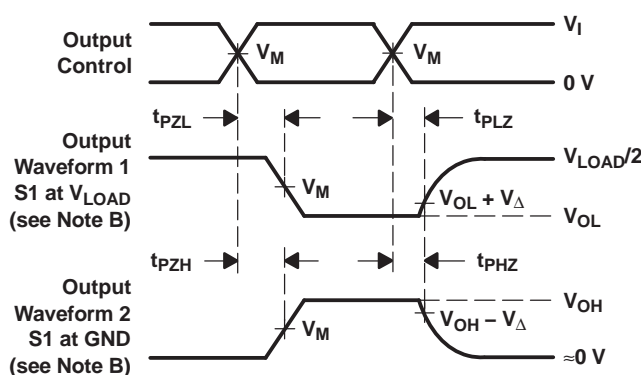 Output
Control
V_M
V_M
V_I
0 V
t_PZL
t_PLZ
Output
Waveform 1
S1 at V_LOAD
(see Note B)
V_M
V_LOAD/2
V_OL + V_Δ
V_OL
t_PZH
t_PHZ
Output
Waveform 2
S1 at GND
(see Note B)
V_M
V_OH
V_OH − V_Δ
≈0 V